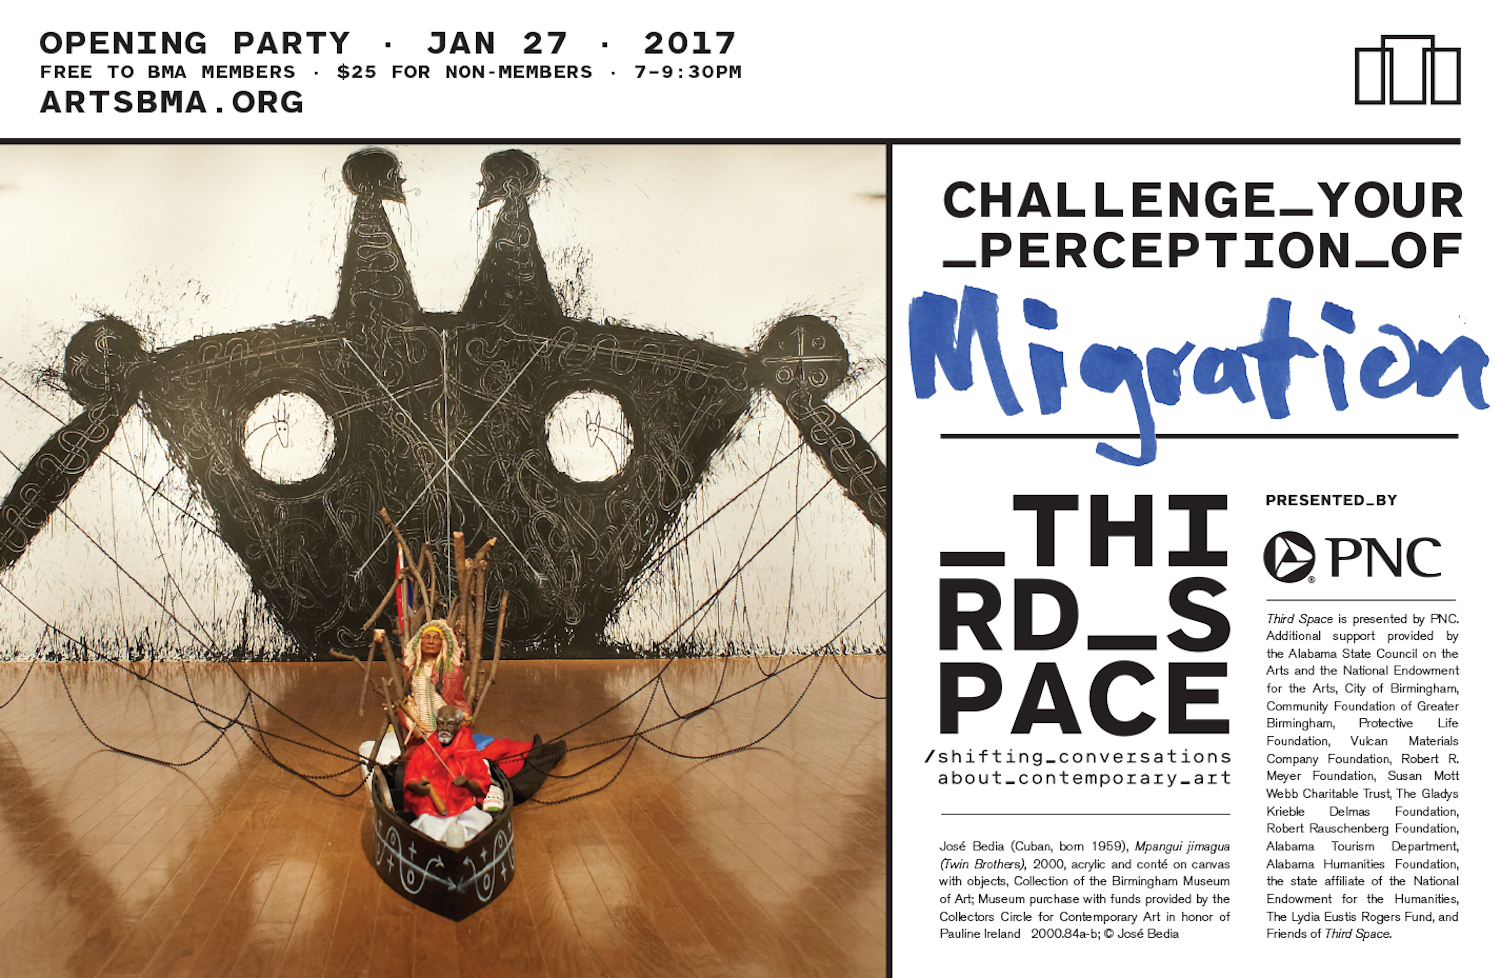 OPENING PARTY · JAN 27 · 2017
FREE TO BMA MEMBERS · $25 FOR NON-MEMBERS · 7–9:30PM
ARTSBMA.ORG
CHALLENGE_YOUR
_PERCEPTION_OF
Migration
_THI
RD_S
PACE
/shifting_conversations
about_contemporary_art
José Bedia (Cuban, born 1959), Mpangui jimagua
(Twin Brothers), 2000, acrylic and conté on canvas
with objects, Collection of the Birmingham Museum
of Art; Museum purchase with funds provided by the
Collectors Circle for Contemporary Art in honor of
Pauline Ireland 2000.84a-b; © José Bedia
PRESENTED_BY
PNC
Third Space is presented by PNC.
Additional support provided by
the Alabama State Council on the
Arts and the National Endowment
for the Arts, City of Birmingham,
Community Foundation of Greater
Birmingham, Protective Life
Foundation, Vulcan Materials
Company Foundation, Robert R.
Meyer Foundation, Susan Mott
Webb Charitable Trust, The Gladys
Krieble Delmas Foundation,
Robert Rauschenberg Foundation,
Alabama Tourism Department,
Alabama Humanities Foundation,
the state affiliate of the National
Endowment for the Humanities,
The Lydia Eustis Rogers Fund, and
Friends of Third Space.